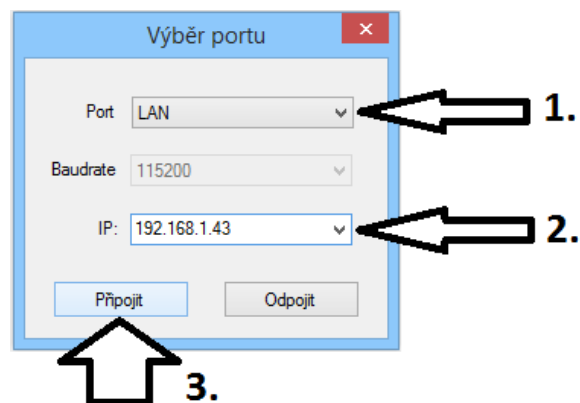 Výběr portu
Port LAN 1.
Baudrate 115200
IP: 192.168.1.43 2.
Připojit Odpojit
3.